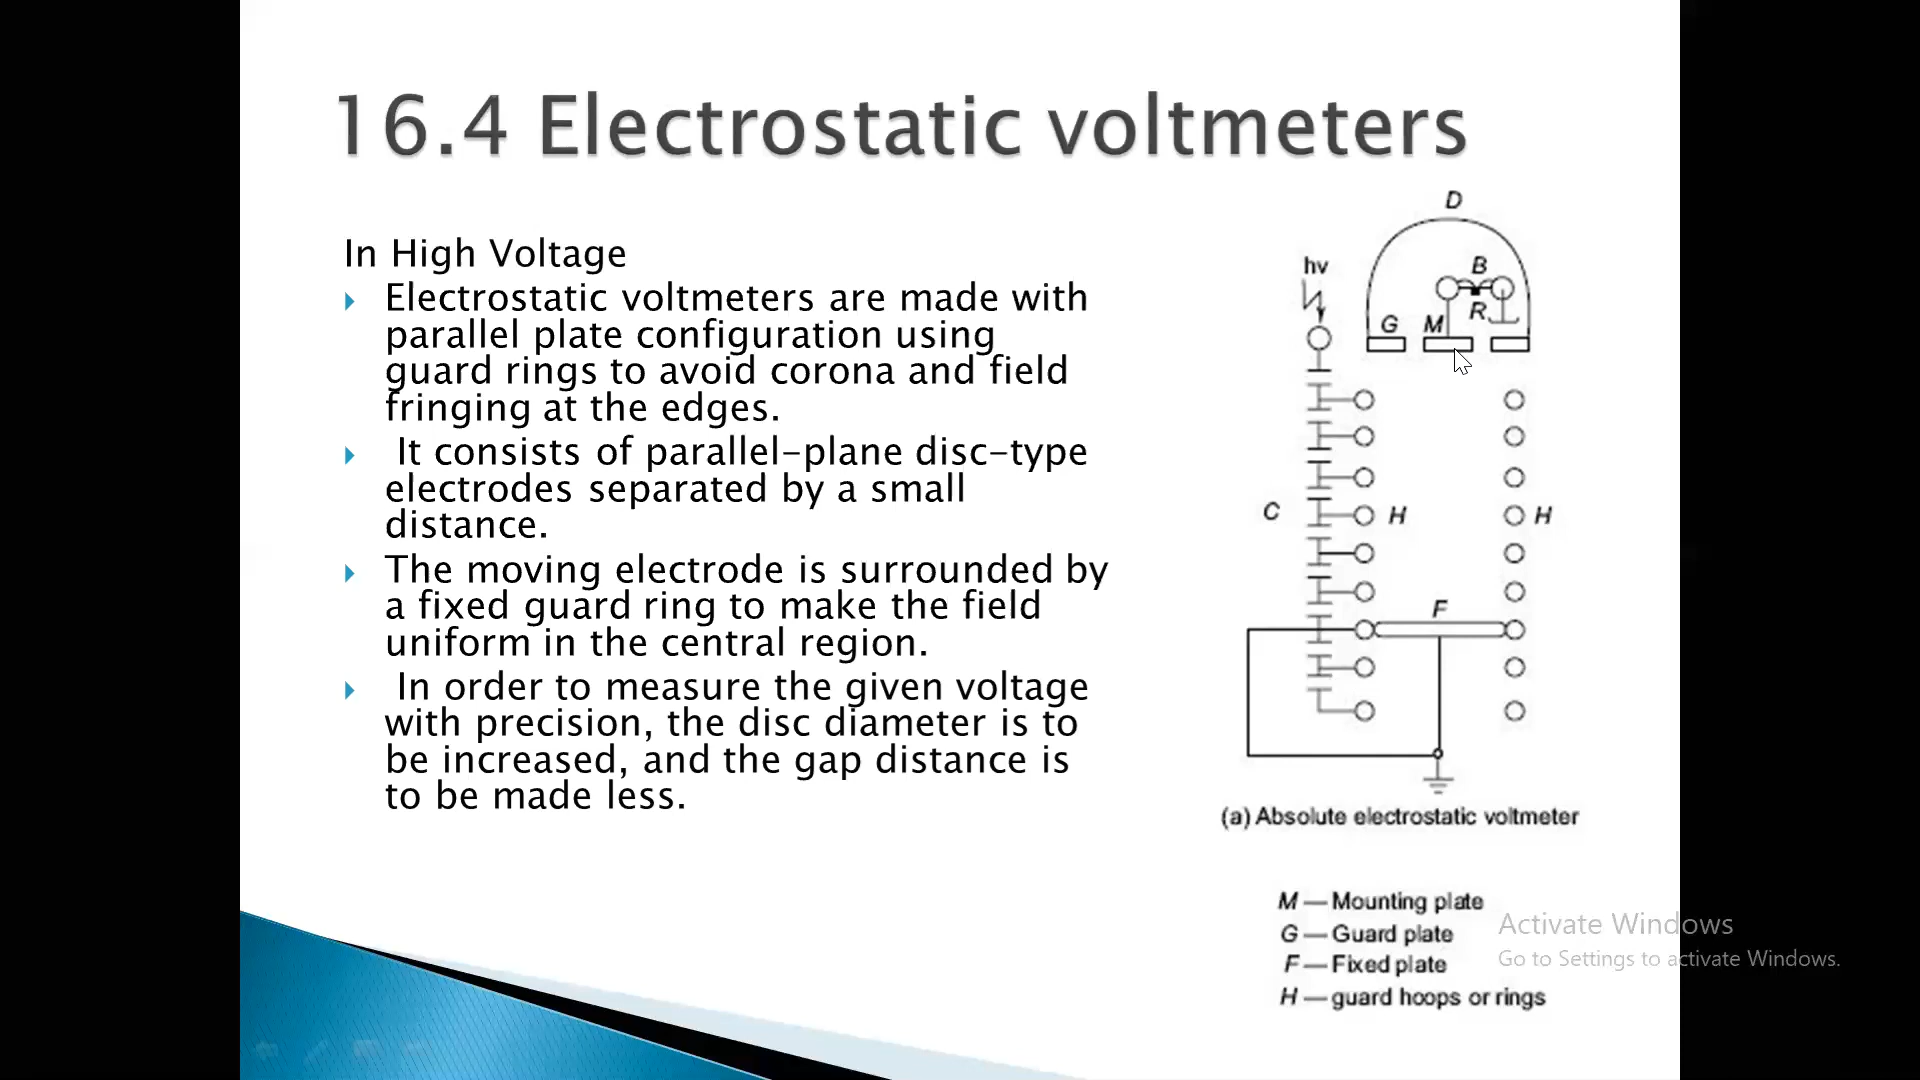 16.4 Electrostatic voltmeters
In High Voltage
Electrostatic voltmeters are made with
parallel plate configuration using
guard rings to avoid corona and field
fringing at the edges.
It consists of parallel-plane disc-type
electrodes separated by a small
distance.
The moving electrode is surrounded by
a fixed guard ring to make the field
uniform in the central region.
In order to measure the given voltage
with precision, the disc diameter is to
be increased, and the gap distance is
to be made less.
D
hv
B
R
G
M
C
H
H
F
(a) Absolute electrostatic voltmeter
M — Mounting plate
G — Guard plate
F — Fixed plate
H — guard hoops or rings
Activate Windows
Go to Settings to activate Windows.